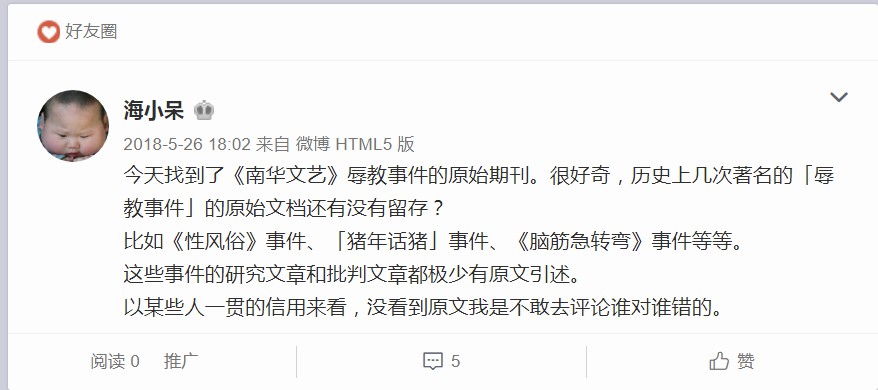 好友圈
海小呆
2018-5-26 18:02 来自 微博 HTML5 版
今天找到了《南华文艺》辱教事件的原始期刊。很好奇，历史上几次著名的「辱
教事件」的原始文档还有没有留存？
比如《性风俗》事件、「猪年话猪」事件、《脑筋急转弯》事件等等。
这些事件的研究文章和批判文章都极少有原文引述。
以某些人一贯的信用来看，没看到原文我是不敢去评论谁对谁错的。
阅读 0 推广 5 赞